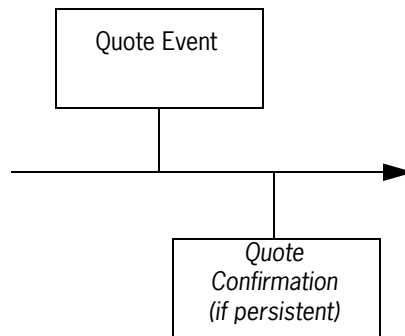 Quote Event
Quote
Confirmation
(if persistent)